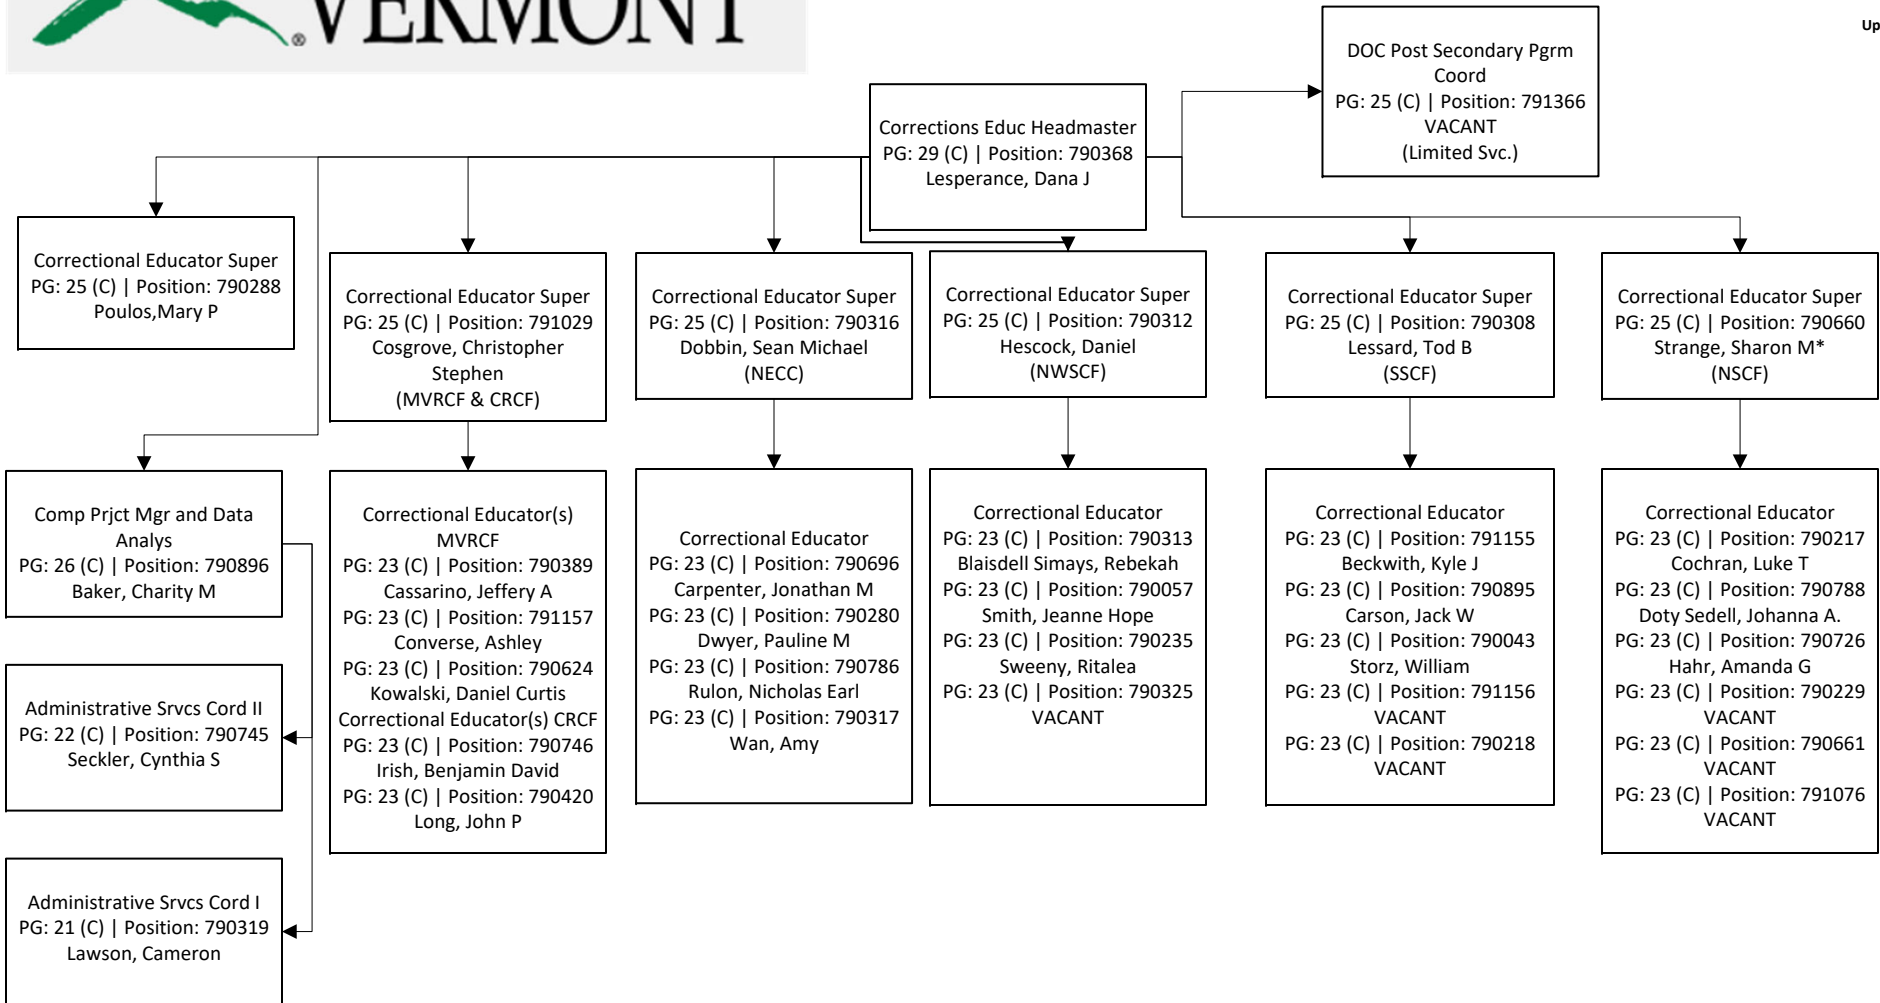 VERMONT
®
Up
DOC Post Secondary Pgrm
Coord
PG: 25 (C) | Position: 791366
VACANT
(Limited Svc.)
Corrections Educ Headmaster
PG: 29 (C) | Position: 790368
Lesperance, Dana J
Correctional Educator Super
PG: 25 (C) | Position: 790288
Poulos,Mary P
Correctional Educator Super
PG: 25 (C) | Position: 791029
Cosgrove, Christopher
Stephen
(MVRCF & CRCF)
Correctional Educator Super
PG: 25 (C) | Position: 790316
Dobbin, Sean Michael
(NECC)
Correctional Educator Super
PG: 25 (C) | Position: 790312
Hescock, Daniel
(NWSCF)
Correctional Educator Super
PG: 25 (C) | Position: 790308
Lessard, Tod B
(SSCF)
Correctional Educator Super
PG: 25 (C) | Position: 790660
Strange, Sharon M*
(NSCF)
Comp Prjct Mgr and Data
Analys
PG: 26 (C) | Position: 790896
Baker, Charity M
Correctional Educator(s)
MVRCF
PG: 23 (C) | Position: 790389
Cassarino, Jeffery A
PG: 23 (C) | Position: 791157
Converse, Ashley
PG: 23 (C) | Position: 790624
Kowalski, Daniel Curtis
Correctional Educator(s) CRCF
PG: 23 (C) | Position: 790746
Irish, Benjamin David
PG: 23 (C) | Position: 790420
Long, John P
Correctional Educator
PG: 23 (C) | Position: 790696
Carpenter, Jonathan M
PG: 23 (C) | Position: 790280
Dwyer, Pauline M
PG: 23 (C) | Position: 790786
Rulon, Nicholas Earl
PG: 23 (C) | Position: 790317
Wan, Amy
Correctional Educator
PG: 23 (C) | Position: 790313
Blaisdell Simays, Rebekah
PG: 23 (C) | Position: 790057
Smith, Jeanne Hope
PG: 23 (C) | Position: 790235
Sweeny, Ritalea
PG: 23 (C) | Position: 790325
VACANT
Correctional Educator
PG: 23 (C) | Position: 791155
Beckwith, Kyle J
PG: 23 (C) | Position: 790895
Carson, Jack W
PG: 23 (C) | Position: 790043
Storz, William
PG: 23 (C) | Position: 791156
VACANT
PG: 23 (C) | Position: 790218
VACANT
Correctional Educator
PG: 23 (C) | Position: 790217
Cochran, Luke T
PG: 23 (C) | Position: 790788
Doty Sedell, Johanna A.
PG: 23 (C) | Position: 790726
Hahr, Amanda G
PG: 23 (C) | Position: 790229
VACANT
PG: 23 (C) | Position: 790661
VACANT
PG: 23 (C) | Position: 791076
VACANT
Administrative Srvcs Cord II
PG: 22 (C) | Position: 790745
Seckler, Cynthia S
Administrative Srvcs Cord I
PG: 21 (C) | Position: 790319
Lawson, Cameron